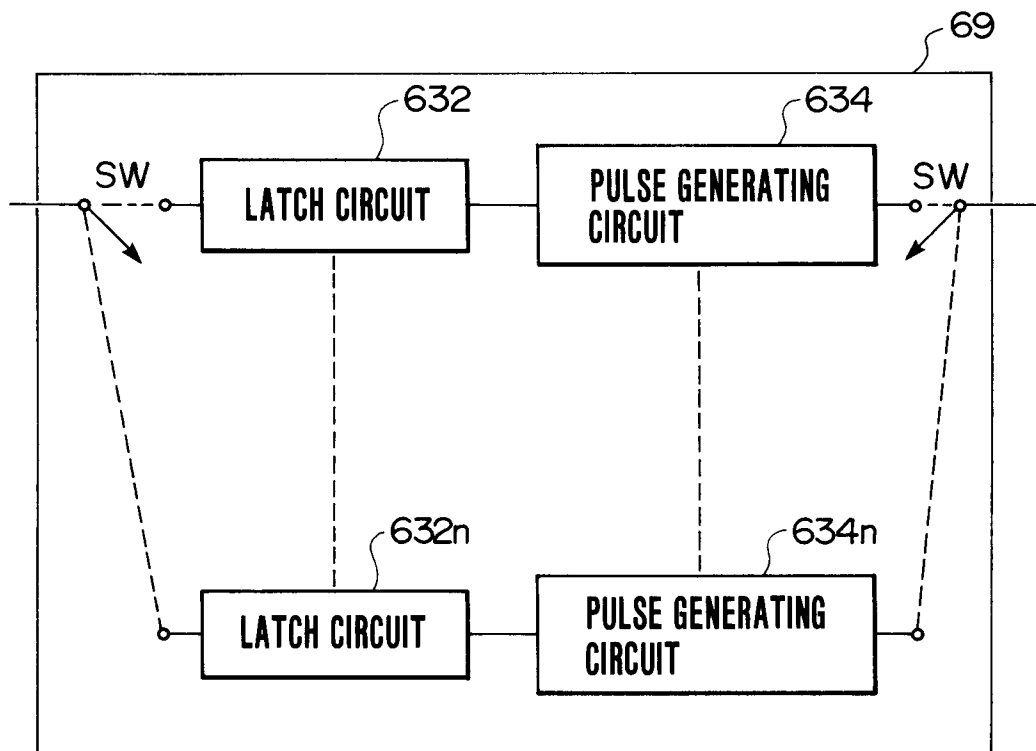 69
632
634
SW
LATCH CIRCUIT
PULSE GENERATING
CIRCUIT
SW
632n
634n
LATCH CIRCUIT
PULSE GENERATING
CIRCUIT